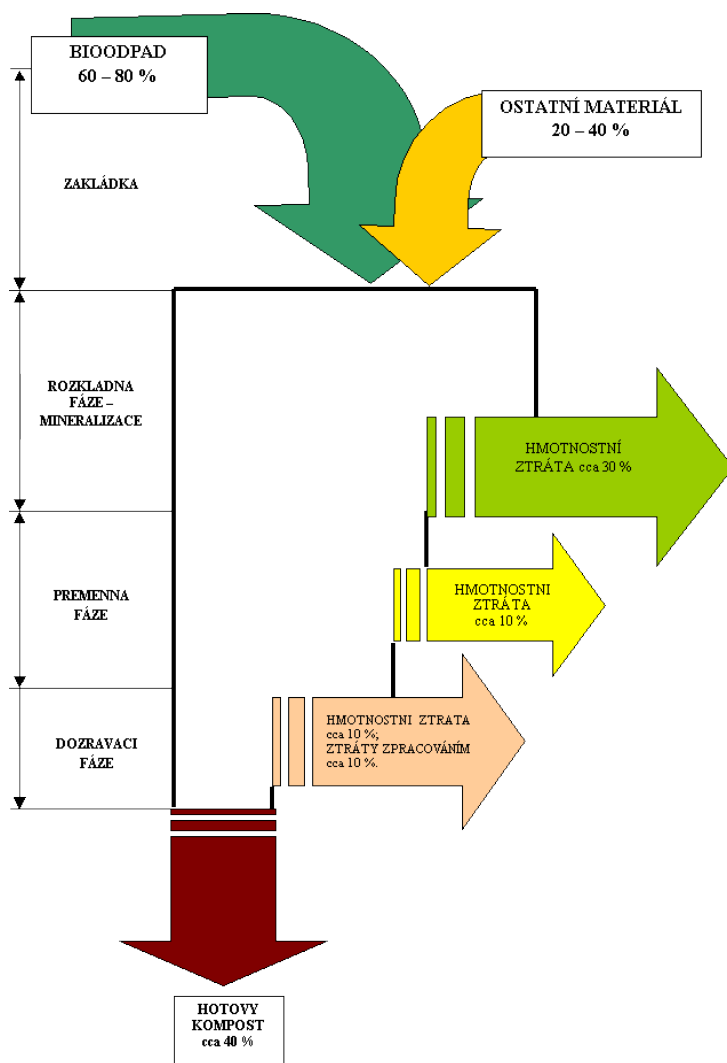 BIOODPAD
60 – 80 %
OSTATNÍ MATERIÁL
20 – 40 %
ZAKLÁDKA
ROZKLADNA
FÁZE –
MINERALIZACE
HMOTNOSTNÍ
ZTRÁTA cca 30 %
PREMENNA
FÁZE
HMOTNOSTNI
ZTRÁTA
cca 10 %
DOZRAVACI
FÁZE
HMOTNOSTNI ZTRATA
cca 10 %;
ZTRÁTY ZPRACOVÁNÍM
cca 10 %.
HOTOVY
KOMPOST
cca 40 %